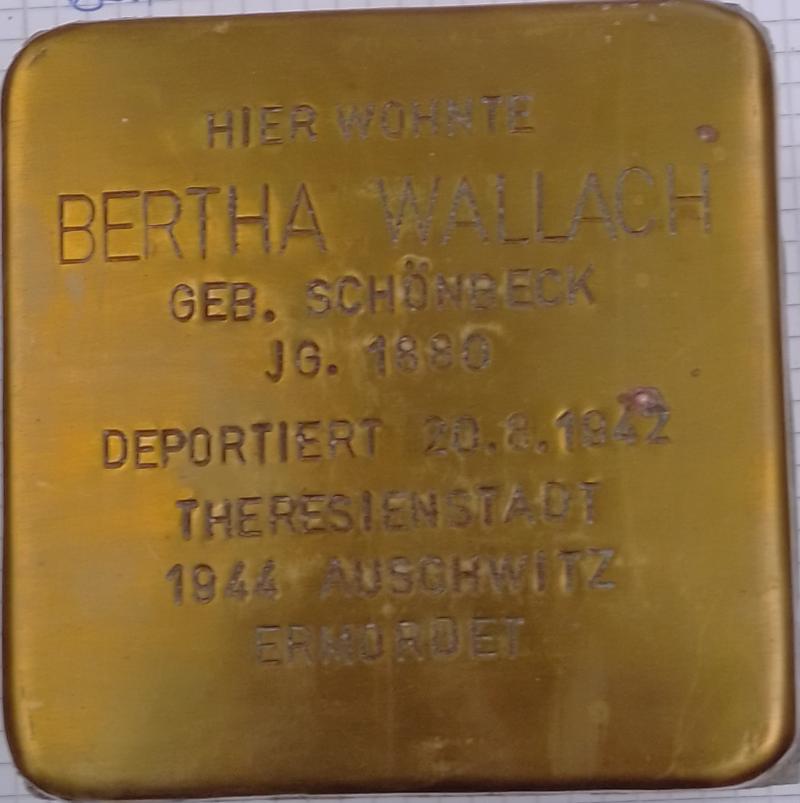 HIER WOHNTE
BERTHA WALLACH
GEB. SCHÖNBECK
JG. 1880
DEPORTIERT 20.8.1942
THERESIENSTADT
1944 AUSCHWITZ
ERMORDET